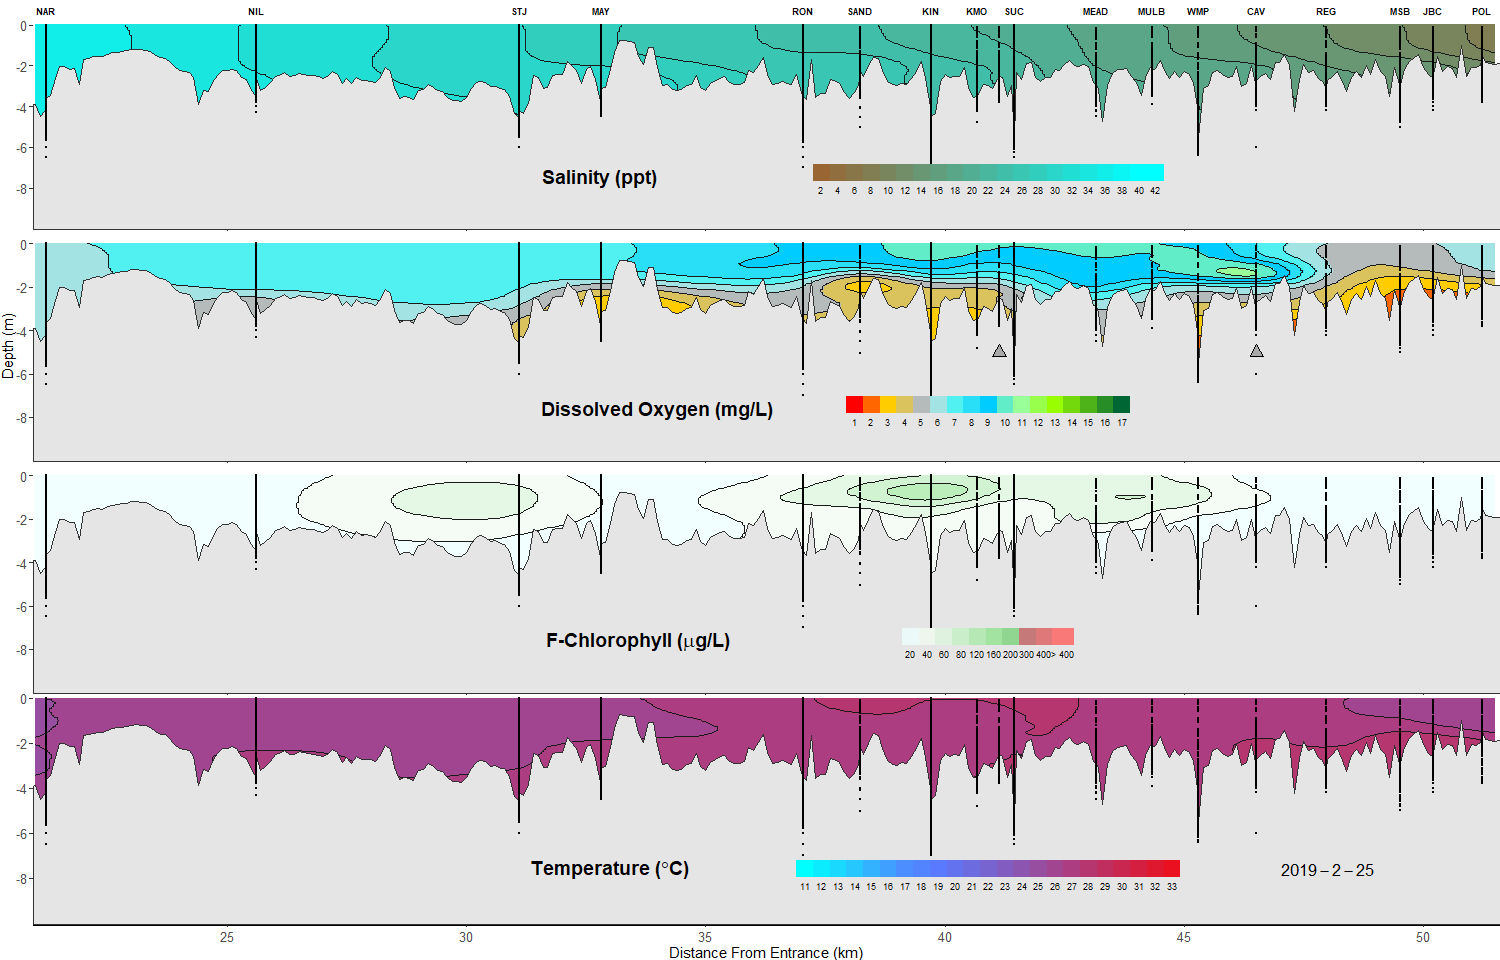 NAR NIL STJ MAY RON SAND KIN KMO SUC MEAD MULB WMP CAV REG MSB JBC POL
0
-2
-4
-6
-8
Salinity (ppt)
2 4 6 8 10 12 14 16 18 20 22 24 26 28 30 32 34 36 38 40 42
0
-2
-4
-6
-8
Depth (m)
Dissolved Oxygen (mg/L)
1 2 3 4 5 6 7 8 9 10 11 12 13 14 15 16 17
0
-2
-4
-6
-8
F-Chlorophyll (μg/L)
20 40 60 80 120 160 200 300 400> 400
0
-2
-4
-6
-8
Temperature (°C)
11 12 13 14 15 16 17 18 19 20 21 22 23 24 25 26 27 28 29 30 31 32 33
2019 – 2 – 25
25 30 35 40 45 50
Distance From Entrance (km)